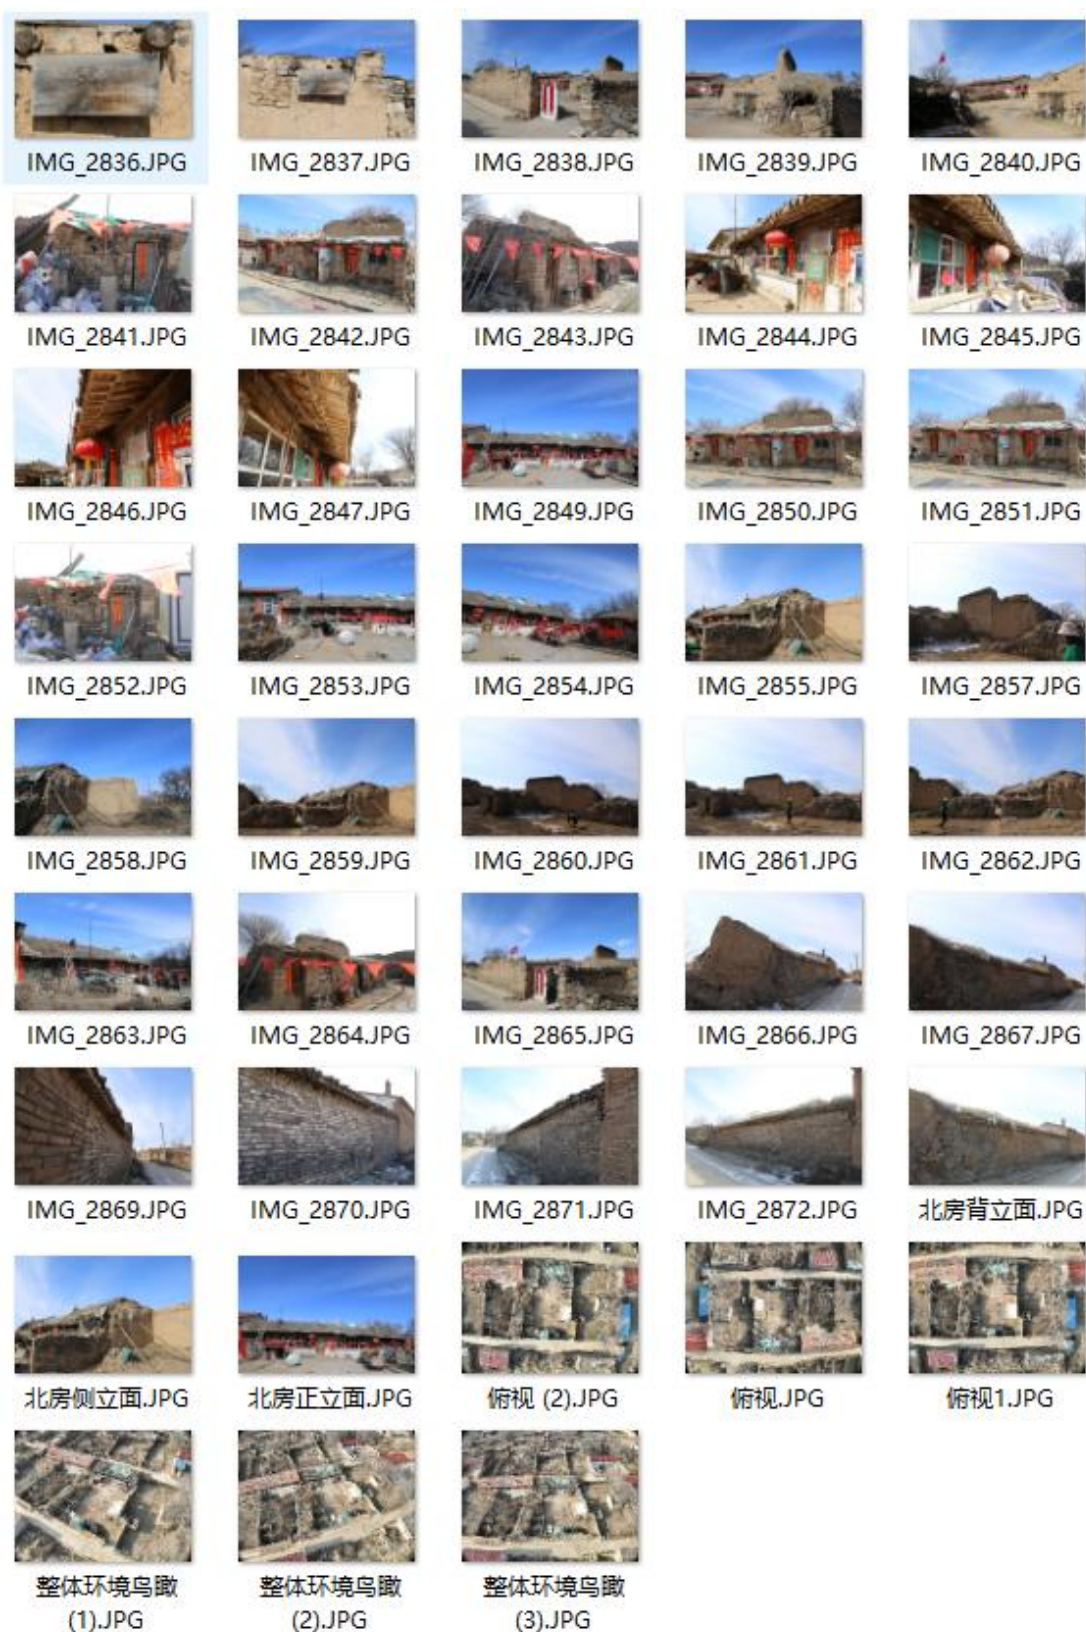 IMG_2836.JPG
IMG_2837.JPG
IMG_2838.JPG
IMG_2839.JPG
IMG_2840.JPG
IMG_2841.JPG
IMG_2842.JPG
IMG_2843.JPG
IMG_2844.JPG
IMG_2845.JPG
IMG_2846.JPG
IMG_2847.JPG
IMG_2849.JPG
IMG_2850.JPG
IMG_2851.JPG
IMG_2852.JPG
IMG_2853.JPG
IMG_2854.JPG
IMG_2855.JPG
IMG_2857.JPG
IMG_2858.JPG
IMG_2859.JPG
IMG_2860.JPG
IMG_2861.JPG
IMG_2862.JPG
IMG_2863.JPG
IMG_2864.JPG
IMG_2865.JPG
IMG_2866.JPG
IMG_2867.JPG
IMG_2869.JPG
IMG_2870.JPG
IMG_2871.JPG
IMG_2872.JPG
北房背立面.JPG
北房侧立面.JPG
北房正立面.JPG
俯视 (2).JPG
俯视.JPG
俯视1.JPG
整体环境鸟瞰
(1).JPG
整体环境鸟瞰
(2).JPG
整体环境鸟瞰
(3).JPG